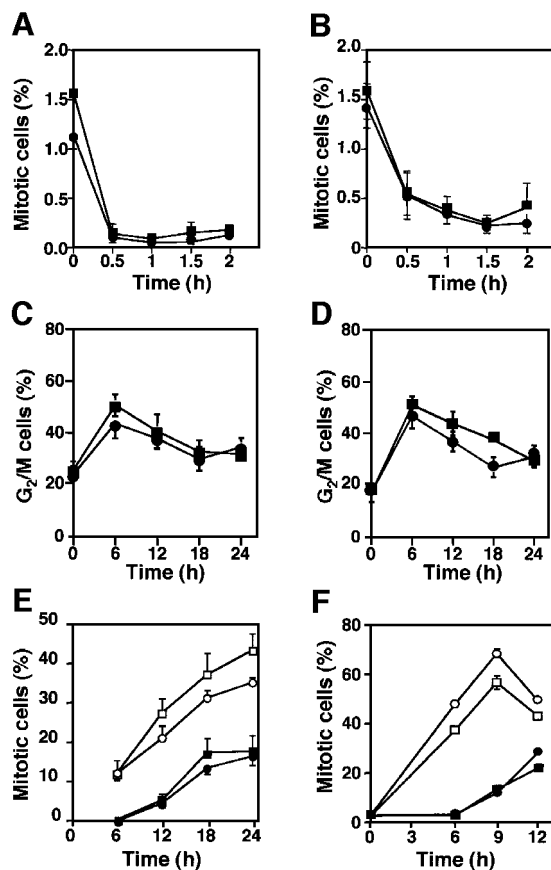 A
Mitotic cells (%)
2.0
1.5
1.0
0.5
0.0
0 0.5 1 1.5 2
Time (h)
B
Mitotic cells (%)
2.0
1.5
1.0
0.5
0
0 0.5 1 1.5 2
Time (h)
C
G2/M cells (%)
80
60
40
20
0
0 6 12 18 24
Time (h)
D
G2/M cells (%)
80
60
40
20
0
0 6 12 18 24
Time (h)
E
Mitotic cells (%)
50
40
30
20
10
0
0 6 12 18 24
Time (h)
F
Mitotic cells (%)
80
60
40
20
0
0 3 6 9 12
Time (h)